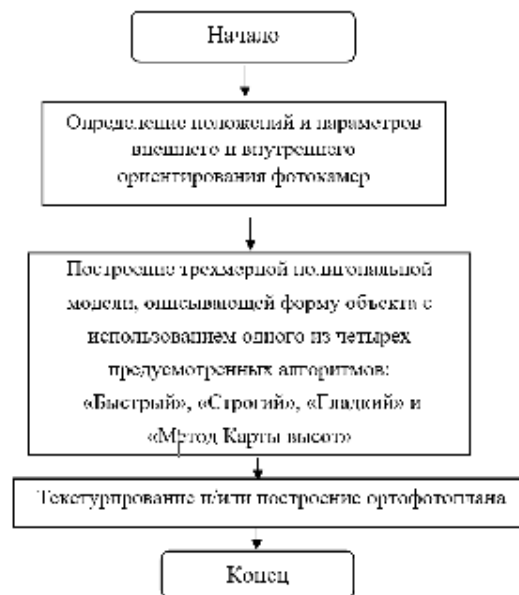 Начало
Определение положений и параметров
внешнего и внутреннего
ориентирования фотокамер
Построение трехмерной полигональной
модели, описывающей форму объекта с
использованием одного из четырех
предусмотренных алгоритмов:
«Быстрый», «Строгий», «Гладкий» и
«Метод Карты высот»
Текстурирование и/или построение ортофотоплана
Конец